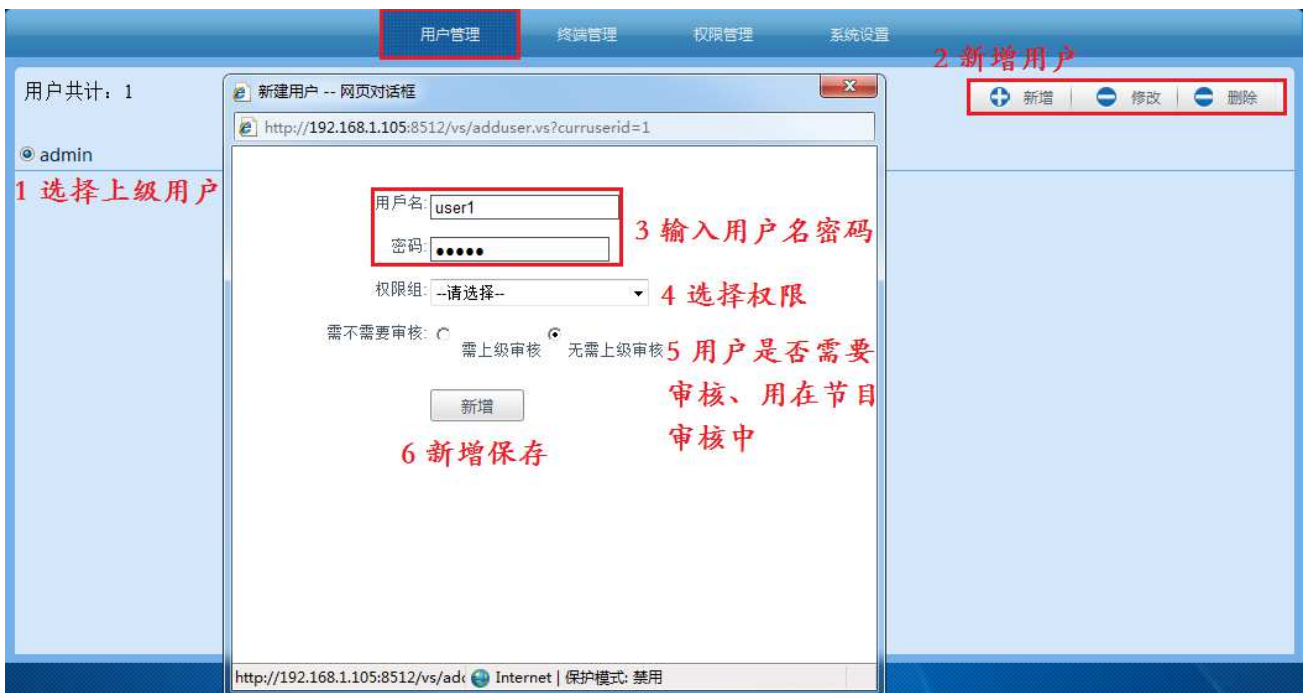 用户管理 终端管理 权限管理 系统设置
2 新增用户
用户共计：1
新增 修改 删除
新建用户 -- 网页对话框
http://192.168.1.105:8512/vs/adduser.vs?curruserid=1
admin
1 选择上级用户
用户名: user1
3 输入用户名密码
密码: •••••
权限组: --请选择--
4 选择权限
需不需要审核: 需上级审核 无需上级审核
5 用户是否需要
审核、用在节目
审核中
新增
6 新增保存
http://192.168.1.105:8512/vs/adc Internet | 保护模式: 禁用